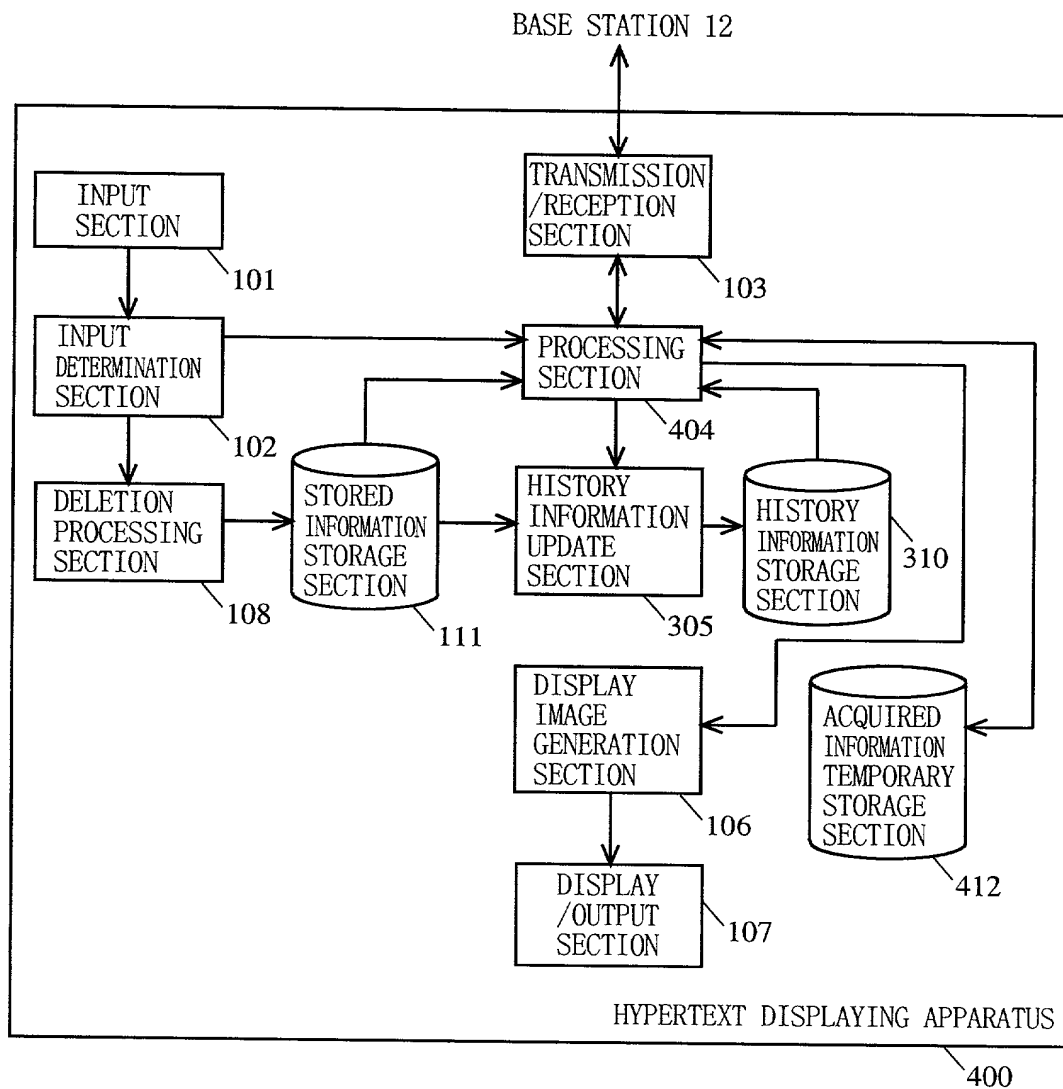 BASE STATION 12
INPUT
SECTION
101
TRANSMISSION
/RECEPTION
SECTION
103
INPUT
DETERMINATION
SECTION
102
PROCESSING
SECTION
404
DELETION
PROCESSING
SECTION
108
STORED
INFORMATION
STORAGE
SECTION
111
HISTORY
INFORMATION
UPDATE
SECTION
305
HISTORY
INFORMATION
STORAGE
SECTION
310
DISPLAY
IMAGE
GENERATION
SECTION
106
ACQUIRED
INFORMATION
TEMPORARY
STORAGE
SECTION
412
DISPLAY
/OUTPUT
SECTION
107
HYPERTEXT DISPLAYING APPARATUS
400